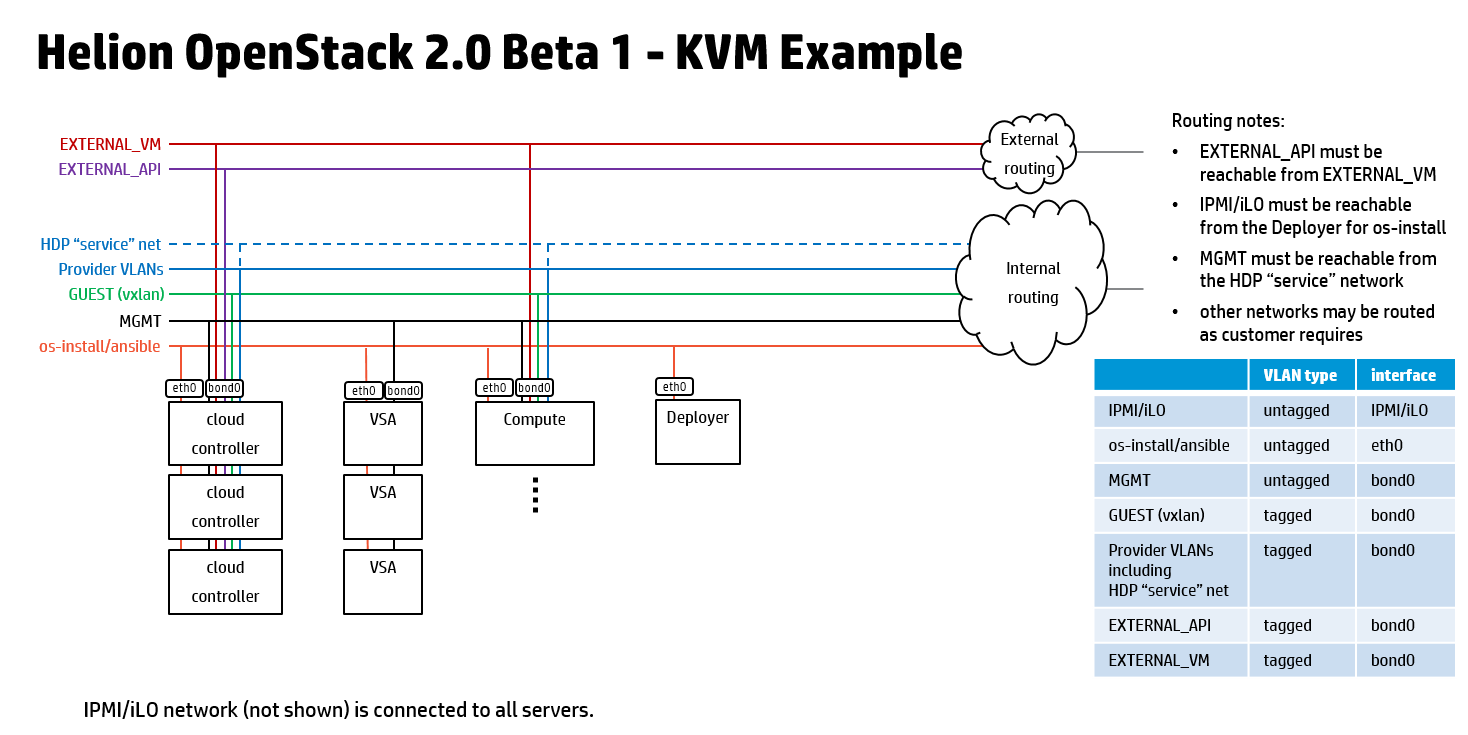 Helion OpenStack 2.0 Beta 1 - KVM Example
EXTERNAL_VM
EXTERNAL_API
HDP “service” net
Provider VLANs
GUEST (vxlan)
MGMT
os-install/ansible
External
routing
Internal
routing
eth0
bond0
eth0
bond0
eth0
bond0
eth0
cloud
controller
VSA
Compute
Deployer
cloud
controller
VSA
cloud
controller
VSA
Routing notes:
• EXTERNAL_API must be
reachable from EXTERNAL_VM
• IPMI/iLO must be reachable
from the Deployer for os-install
• MGMT must be reachable from
the HDP “service” network
• other networks may be routed
as customer requires
VLAN type interface
IPMI/iLO untagged IPMI/iLO
os-install/ansible untagged eth0
MGMT untagged bond0
GUEST (vxlan) tagged bond0
Provider VLANs tagged bond0
including
HDP “service” net
EXTERNAL_API tagged bond0
EXTERNAL_VM tagged bond0
IPMI/iLO network (not shown) is connected to all servers.